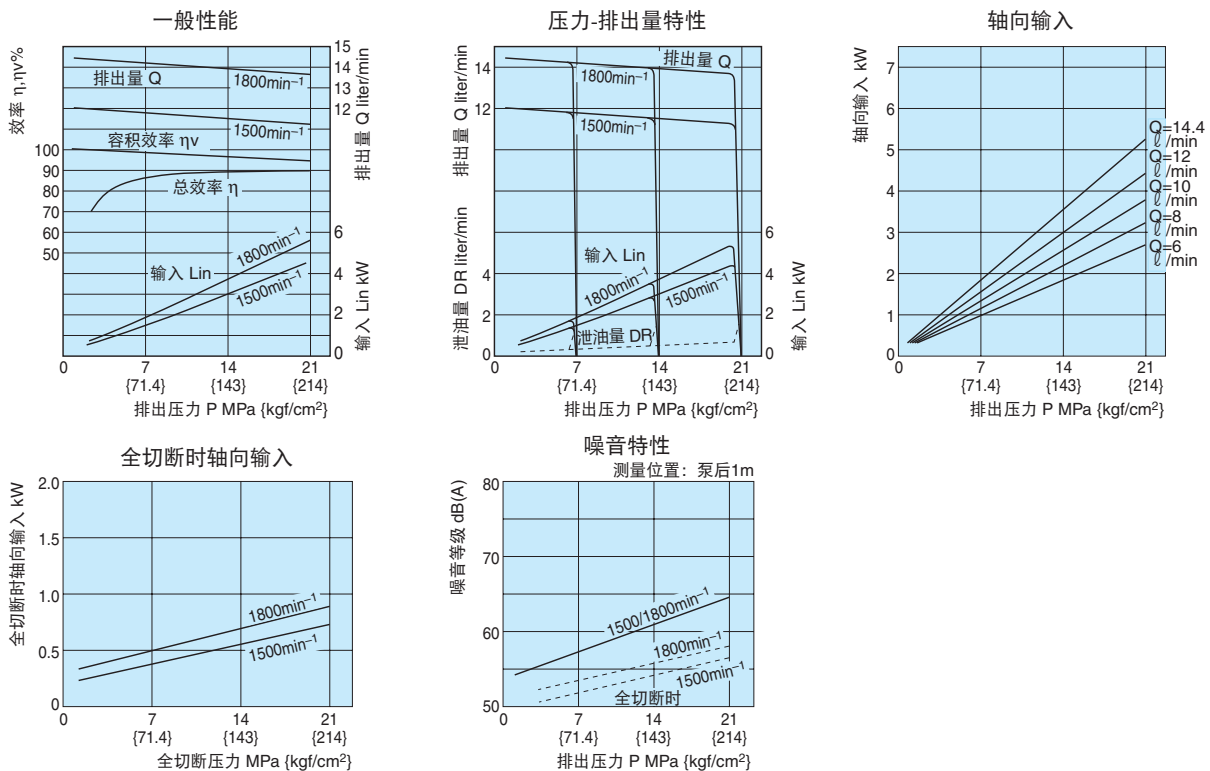 一般性能
效率 η,ηv%
100
90
80
70
60
50
15
14
13
12
排出量 Q liter/min
6
4
2
0
输入 Lin kW
排出量 Q
1800min⁻¹
1500min⁻¹
容积效率 ηv
总效率 η
输入 Lin
1800min⁻¹
1500min⁻¹
0 7 14 21
{71.4} {143} {214}
排出压力 P MPa {kgf/cm²}
压力-排出量特性
排出量 Q liter/min
14
12
泄油量 DR liter/min
4
2
0
6
4
2
0
输入 Lin kW
排出量 Q
1800min⁻¹
1500min⁻¹
输入 Lin
1800min⁻¹
1500min⁻¹
泄油量 DR
0 7 14 21
{71.4} {143} {214}
排出压力 P MPa {kgf/cm²}
轴向输入
轴向输入 kW
7
6
5
4
3
2
1
0
Q=14.4
ℓ/min
Q=12
ℓ/min
Q=10
ℓ/min
Q=8
ℓ/min
Q=6
ℓ/min
0 7 14 21
{71.4} {143} {214}
排出压力 P MPa {kgf/cm²}
全切断时轴向输入
全切断时轴向输入 kW
2.0
1.5
1.0
0.5
0
1800min⁻¹
1500min⁻¹
0 7 14 21
{71.4} {143} {214}
全切断压力 MPa {kgf/cm²}
噪音特性
测量位置：泵后1m
噪音等级 dB(A)
80
70
60
50
1500/1800min⁻¹
1800min⁻¹
1500min⁻¹
全切断时
0 7 14 21
{71.4} {143} {214}
排出压力 P MPa {kgf/cm²}